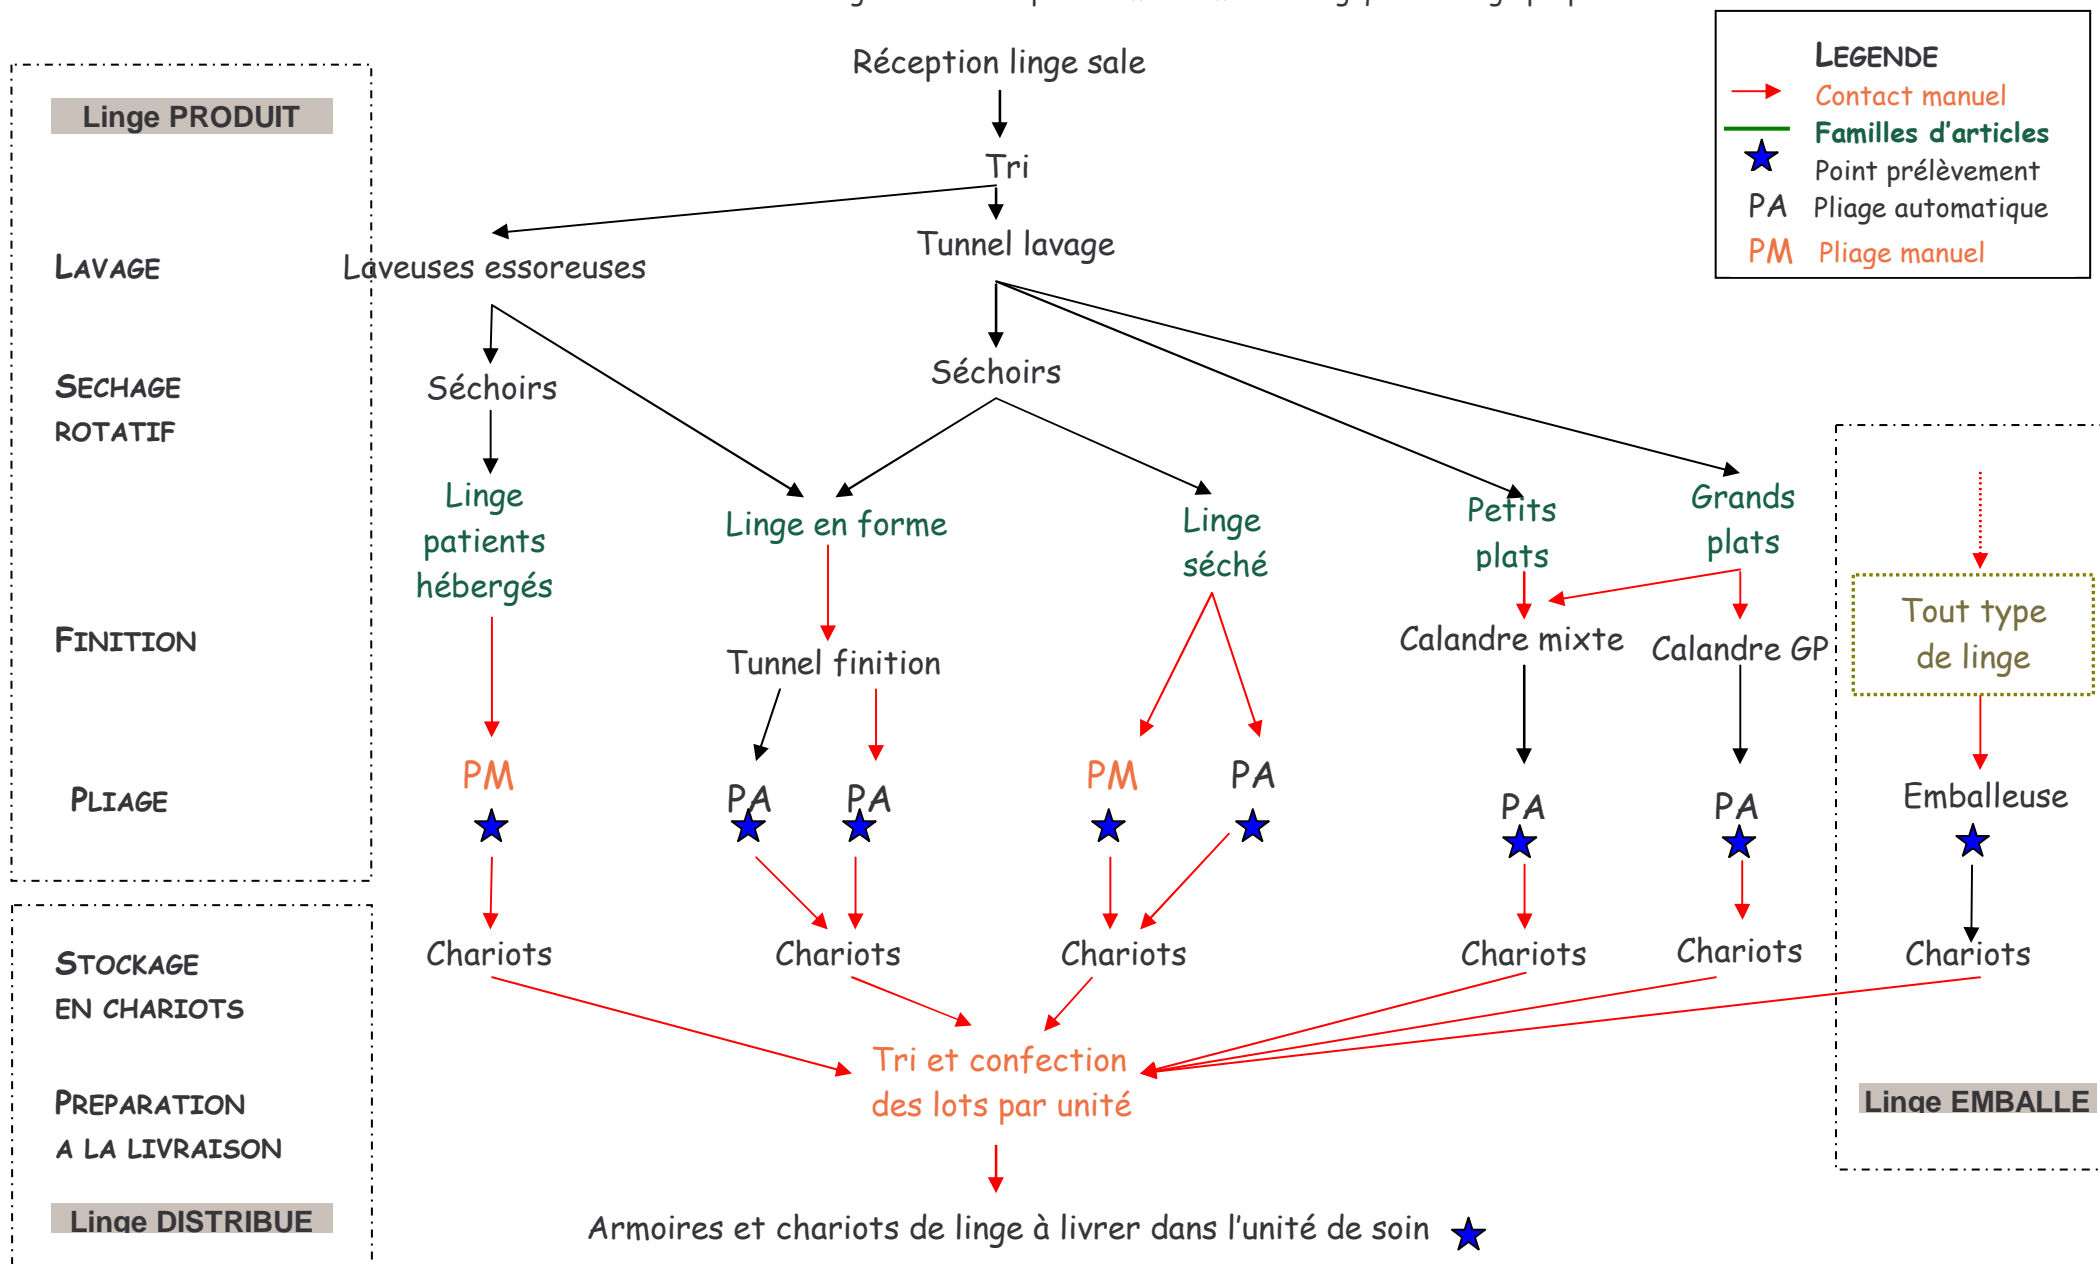 Réception linge sale
LEGENDE
Contact manuel
Familles d'articles
Point prélèvement
PA Pliage automatique
PM Pliage manuel
Linge PRODUIT
Tri
LAVAGE
Laveuses essoreuses
Tunnel lavage
SECHAGE
ROTATIF
Séchoirs
Séchoirs
Linge
patients
hébergés
Linge en forme
Linge
séché
Petits
plats
Grands
plats
Tout type
de linge
FINITION
Tunnel finition
Calandre mixte
Calandre GP
PLIAGE
PM
PA
PA
PM
PA
PA
PA
Emballeuse
STOCKAGE
EN CHARIOTS
Chariots
Chariots
Chariots
Chariots
Chariots
Chariots
PREPARATION
A LA LIVRAISON
Tri et confection
des lots par unité
Linge EMBALLE
Linge DISTRIBUE
Armoires et chariots de linge à livrer dans l'unité de soin